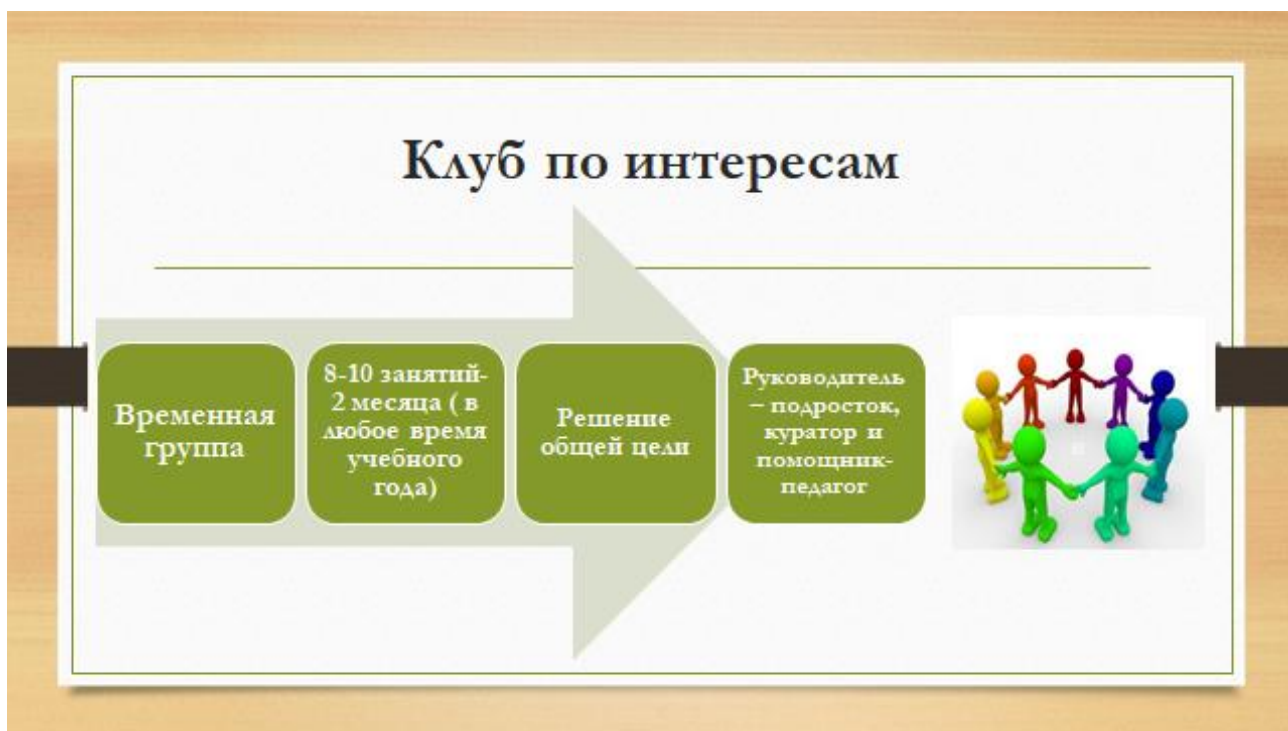 Клуб по интересам
Временная
группа
8-10 занятий-
2 месяца ( в
любое время
учебного
года)
Решение
общей цели
Руководитель
– подросток,
куратор и
помощник-
педагог